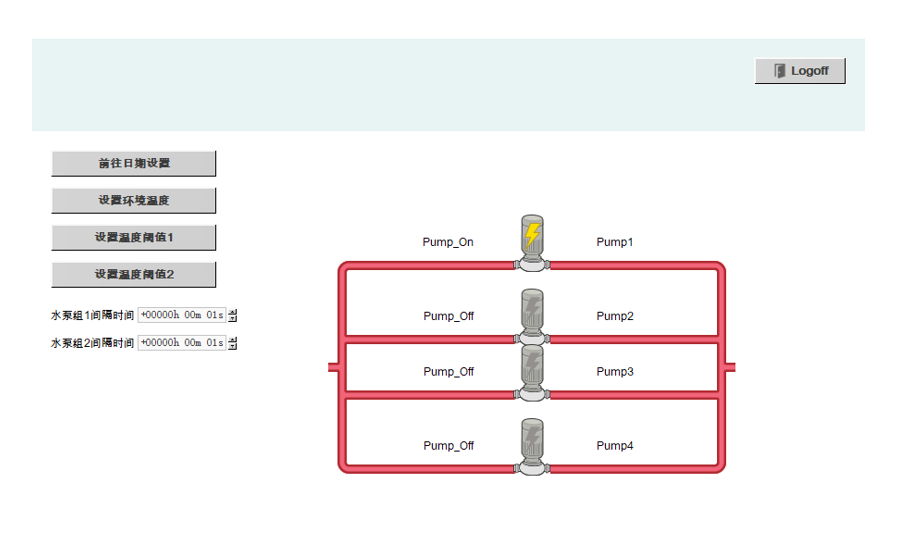 Logoff
前往日期设置
设置环境温度
设置温度阈值1
设置温度阈值2
水泵组1间隔时间 +00000h 00m 01s
水泵组2间隔时间 +00000h 00m 01s
Pump_On Pump1
Pump_Off Pump2
Pump_Off Pump3
Pump_Off Pump4